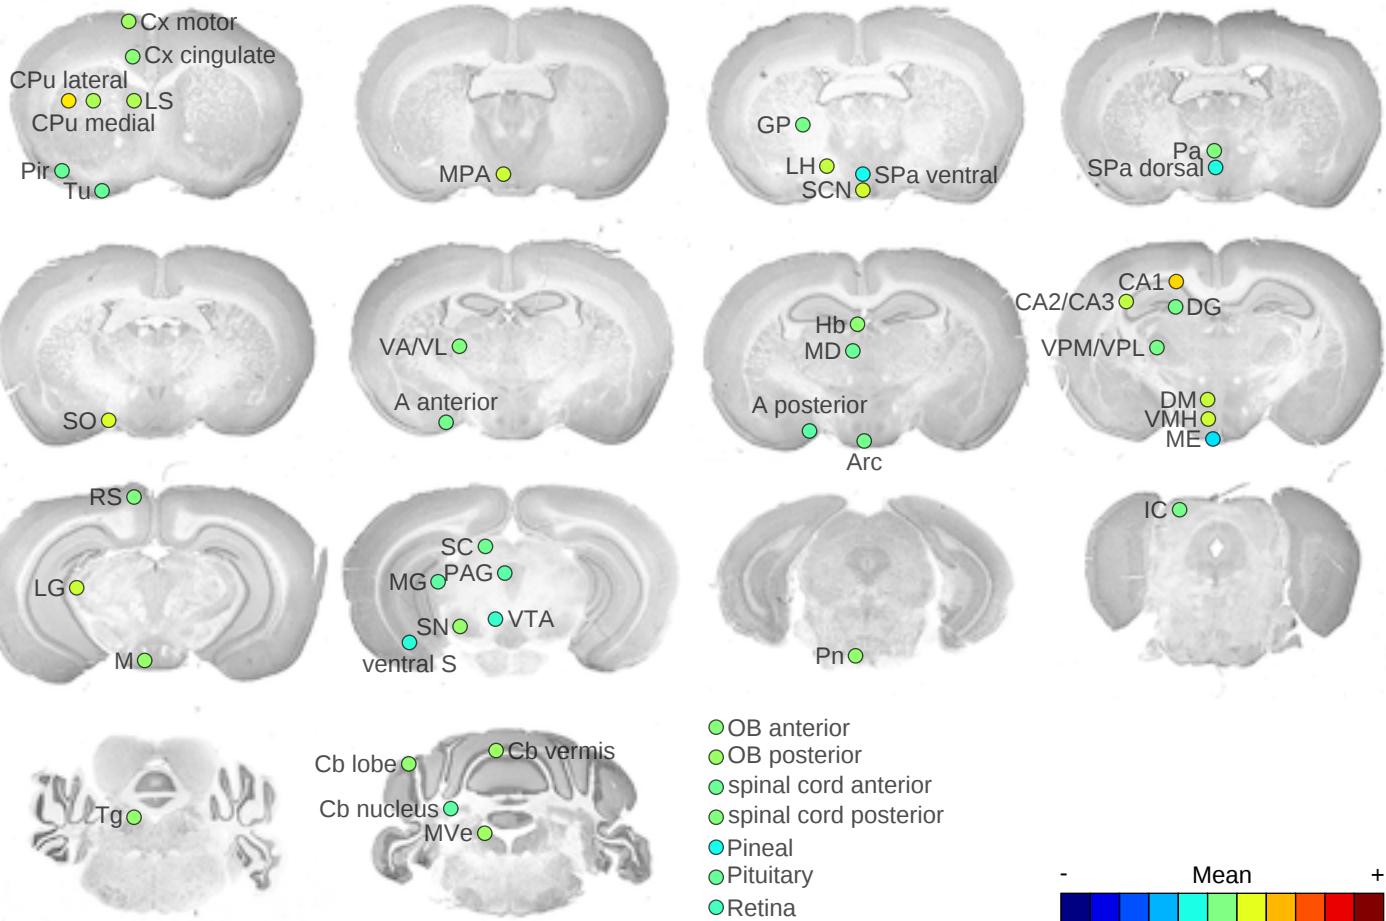 Cx motor
Cx cingulate
CPu lateral
LS
CPu medial
Pir
Tu
MPA
GP
LH
SPa ventral
SCN
Pa
SPa dorsal
SO
VA/VL
A anterior
Hb
MD
A posterior
Arc
CA1
CA2/CA3
DG
VPM/VPL
DM
VMH
ME
RS
LG
M
SC
MG
PAG
SN
VTA
ventral S
Pn
IC
Tg
Cb lobe
Cb vermis
Cb nucleus
MVe
OB anterior
OB posterior
spinal cord anterior
spinal cord posterior
Pineal
Pituitary
Retina
- Mean +